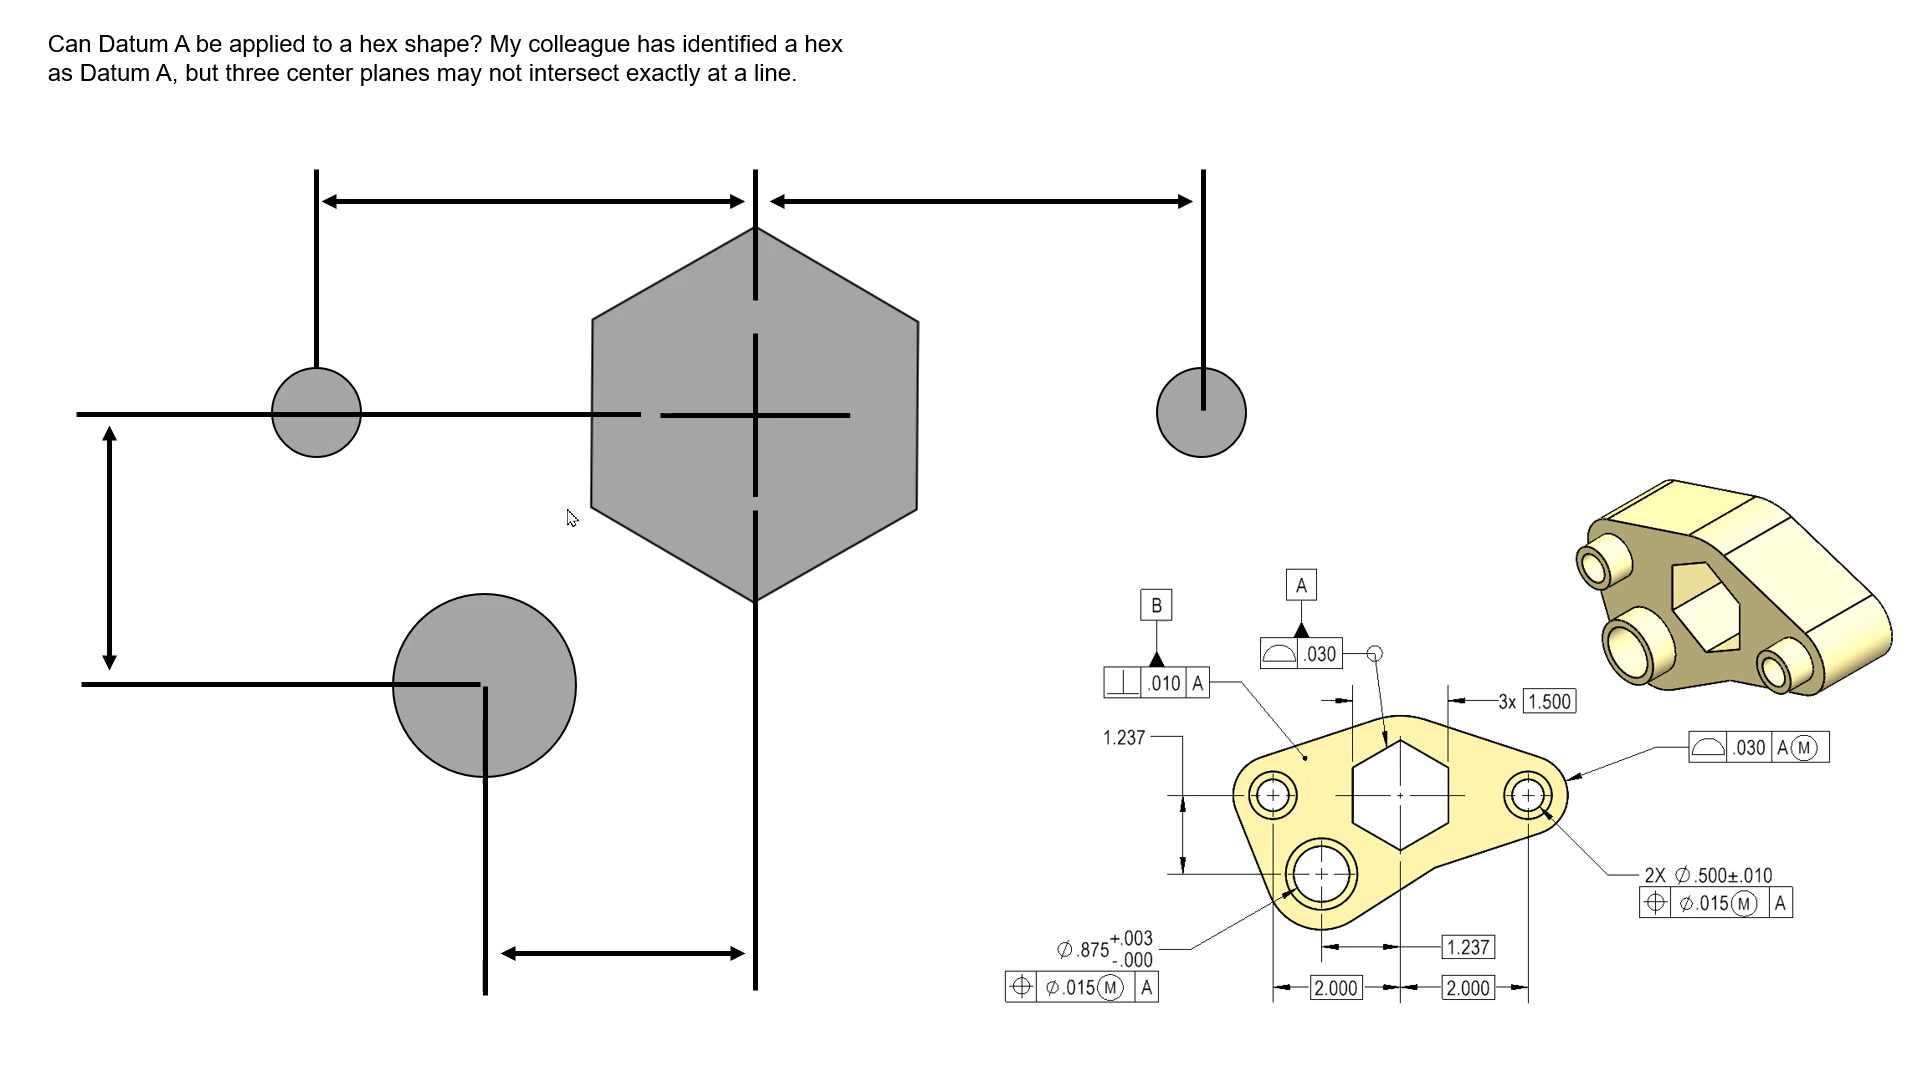 Can Datum A be applied to a hex shape? My colleague has identified a hex
as Datum A, but three center planes may not intersect exactly at a line.
A
B
.030
⊥ .010 A
3x 1.500
1.237
⌓ .030 A Ⓜ
2X ⌀.500±.010
⌖ ⌀.015Ⓜ A
⌀.875 +.003
-.000
⌖ ⌀.015Ⓜ A
1.237
2.000 2.000